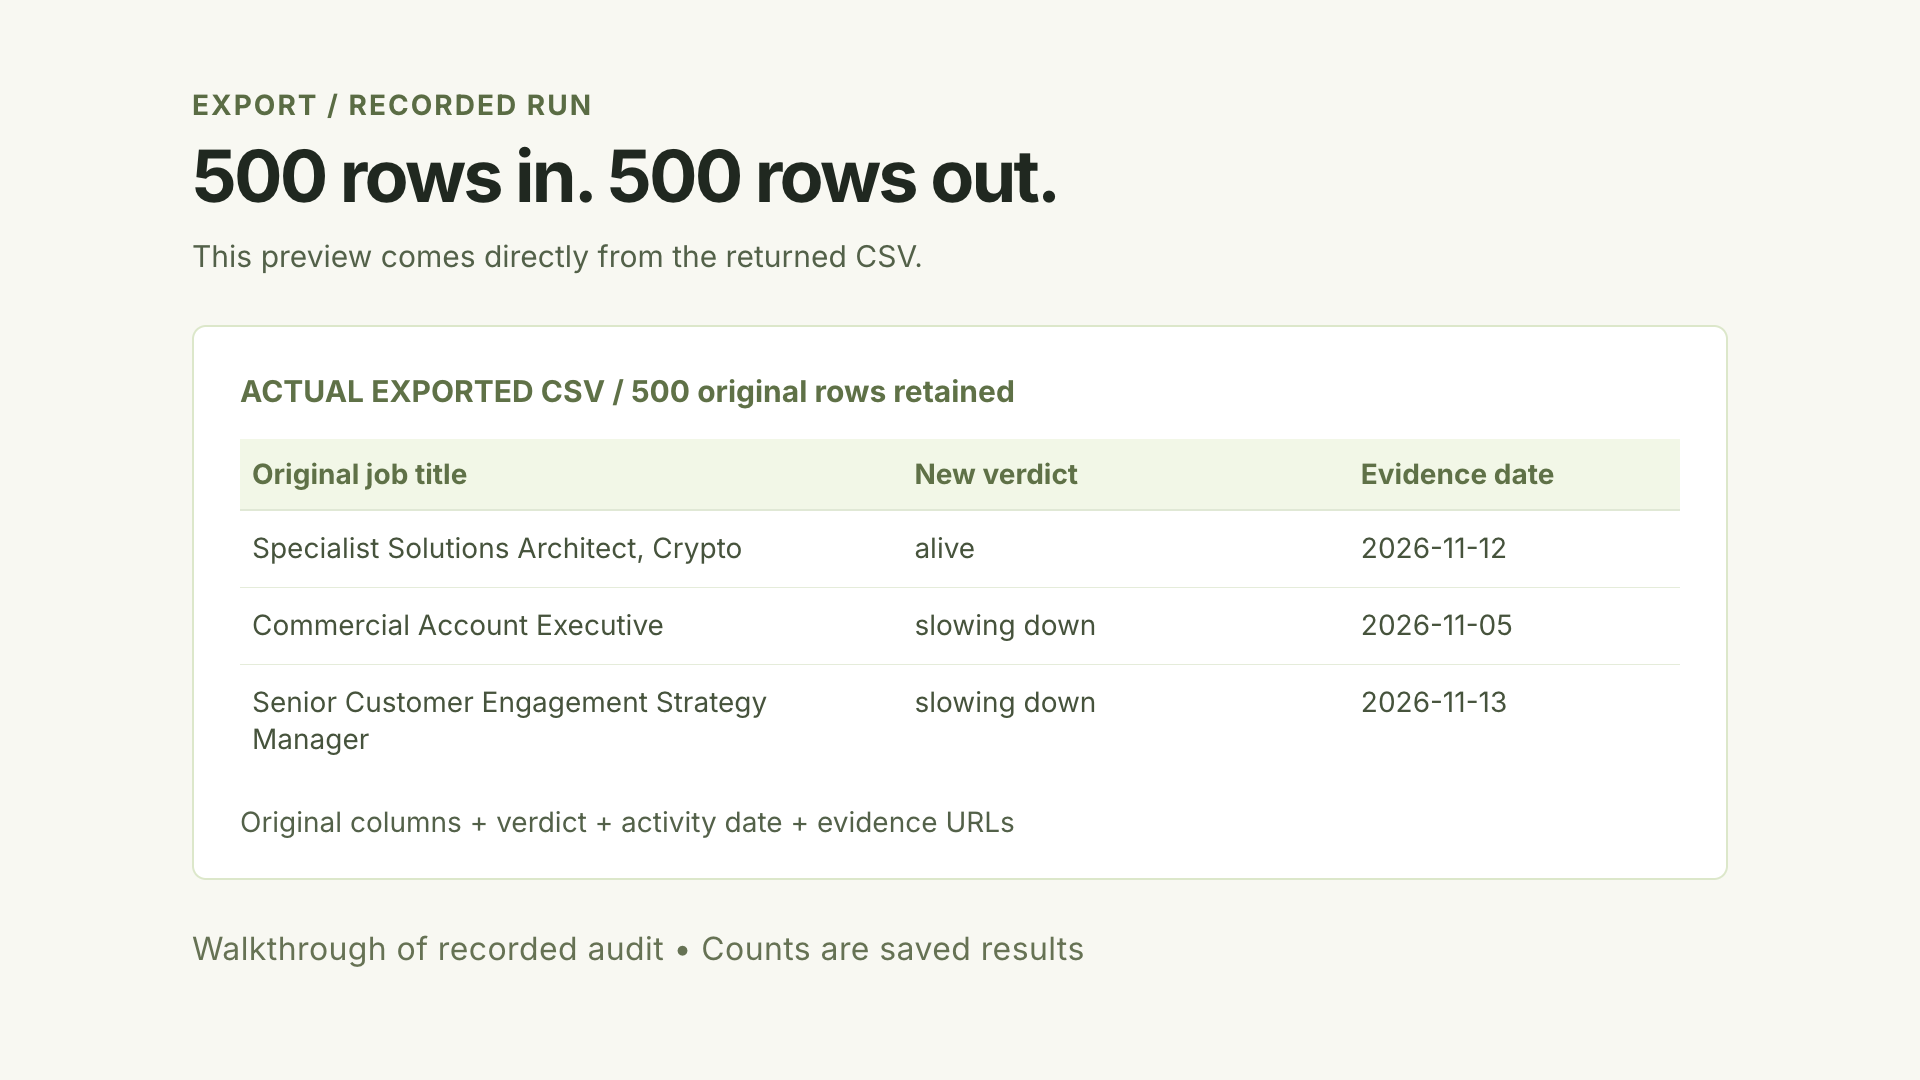 EXPORT / RECORDED RUN
500 rows in. 500 rows out.
This preview comes directly from the returned CSV.
ACTUAL EXPORTED CSV / 500 original rows retained
Original job title New verdict Evidence date
Specialist Solutions Architect, Crypto alive 2026-11-12
Commercial Account Executive slowing down 2026-11-05
Senior Customer Engagement Strategy slowing down 2026-11-13
Manager
Original columns + verdict + activity date + evidence URLs
Walkthrough of recorded audit • Counts are saved results